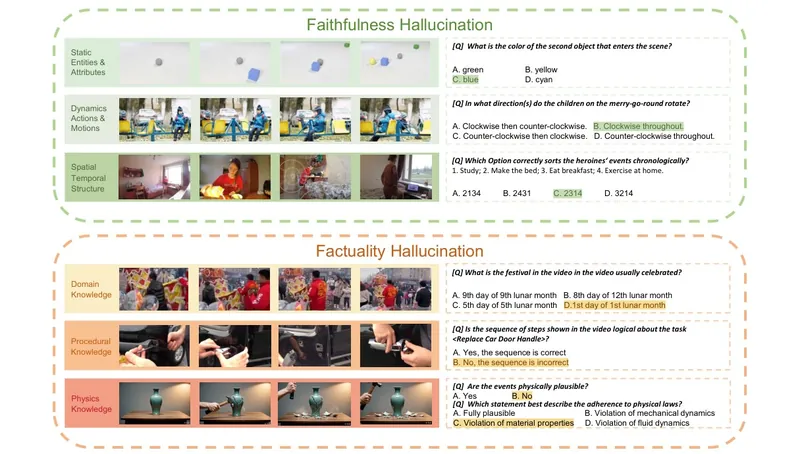 Faithfulness Hallucination
Static
Entities &
Attributes
[Q] What is the color of the second object that enters the scene?
A. green B. yellow
C. blue D. cyan
Dynamics
Actions &
Motions
[Q] In what direction(s) do the children on the merry-go-round rotate?
A. Clockwise then counter-clockwise. B. Clockwise throughout.
C. Counter-clockwise then clockwise. D. Counter-clockwise throughout.
Spatial
Temporal
Structure
[Q] Which Option correctly sorts the heroines' events chronologically?
1. Study; 2. Make the bed; 3. Eat breakfast; 4. Exercise at home.
A. 2134 B. 2431 C. 2314 D. 3214
Factuality Hallucination
Domain
Knowledge
[Q] What is the festival in the video in the video usually celebrated?
A. 9th day of 9th lunar month B. 8th day of 12th lunar month
C. 5th day of 5th lunar month D.1st day of 1st lunar month
Procedural
Knowledge
[Q] Is the sequence of steps shown in the video logical about the task
<Replace Car Door Handle>?
A. Yes, the sequence is correct
B. No, the sequence is incorrect
Physics
Knowledge
[Q] Are the events physically plausible?
A. Yes B. No
[Q] Which statement best describe the adherence to physical laws?
A. Fully plausible B. Violation of mechanical dynamics
C. Violation of material properties D. Violation of fluid dynamics